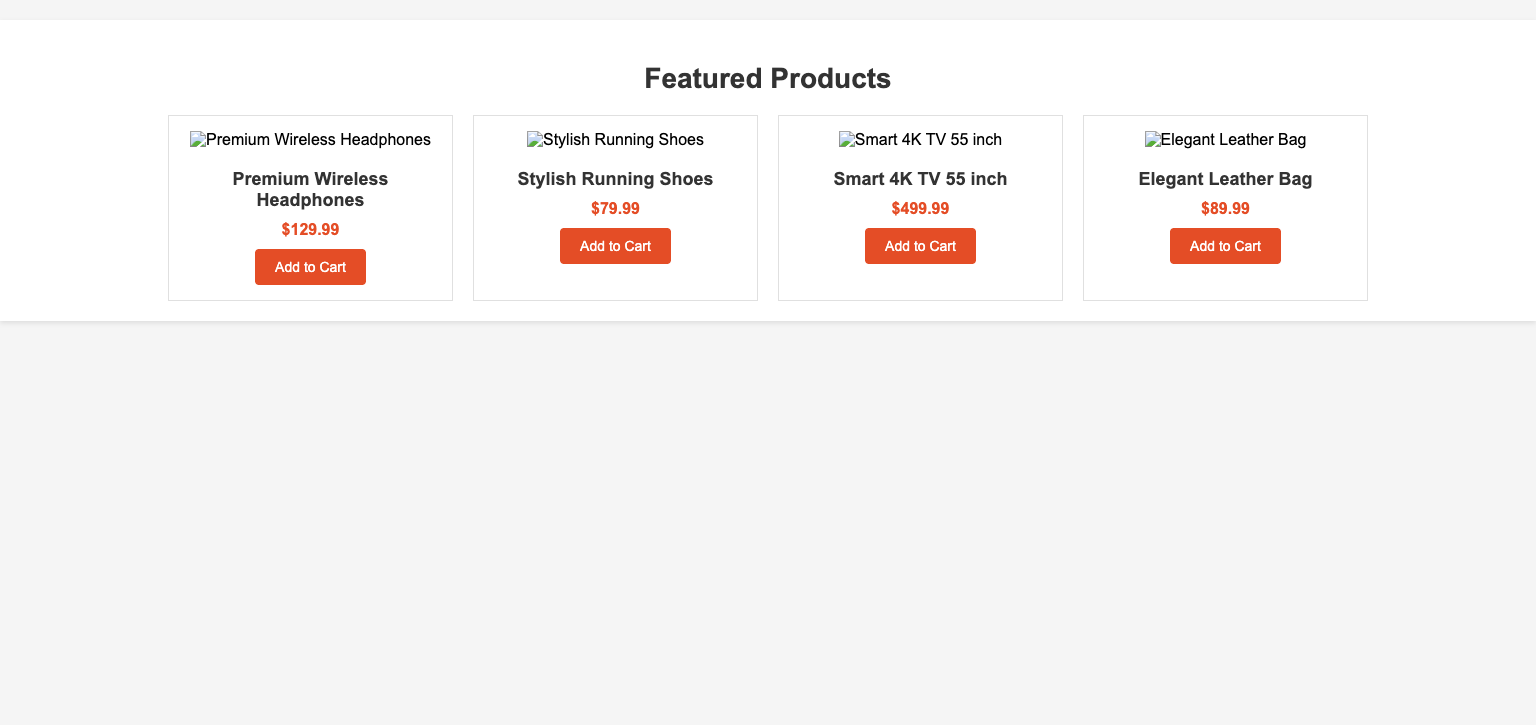 Featured Products
Premium Wireless Headphones
Premium Wireless
Headphones
$129.99
Add to Cart
Stylish Running Shoes
Stylish Running Shoes
$79.99
Add to Cart
Smart 4K TV 55 inch
Smart 4K TV 55 inch
$499.99
Add to Cart
Elegant Leather Bag
Elegant Leather Bag
$89.99
Add to Cart